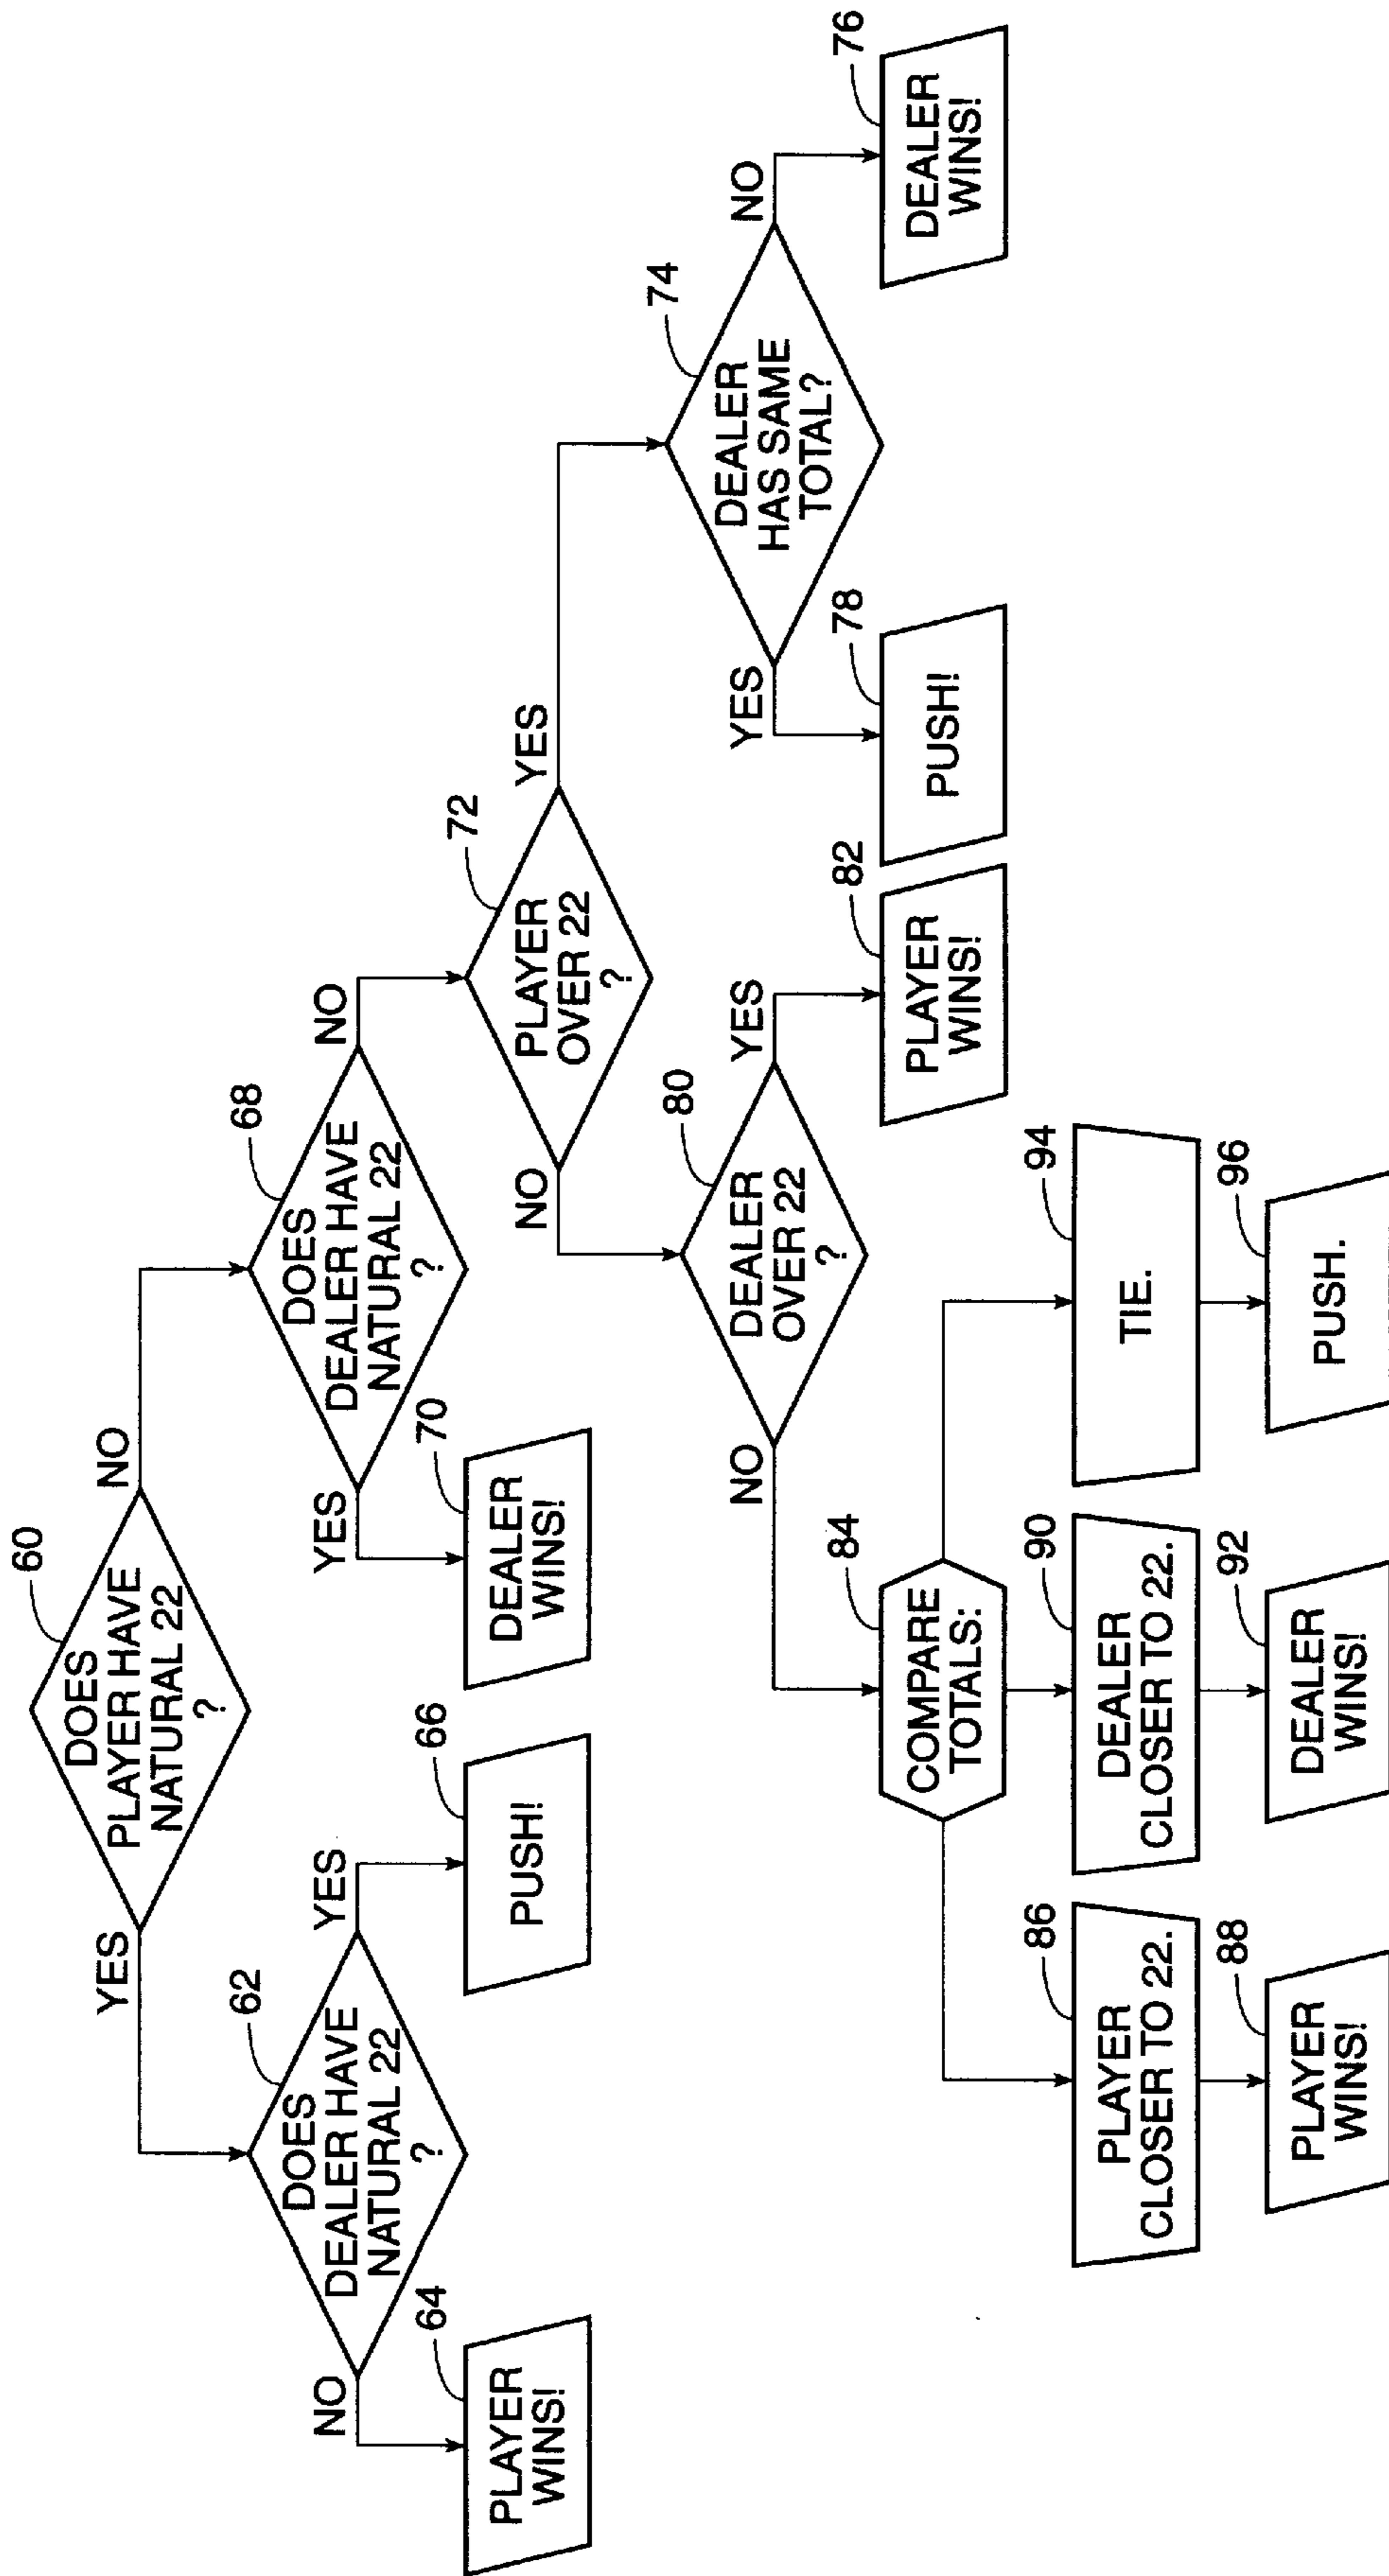 60
DOES
PLAYER HAVE
NATURAL 22
?
YES
NO
62
DOES
DEALER HAVE
NATURAL 22
?
NO
YES
64
PLAYER
WINS!
66
PUSH!
68
DOES
DEALER HAVE
NATURAL 22
?
YES
NO
70
DEALER
WINS!
72
PLAYER
OVER 22
?
NO
YES
74
DEALER
HAS SAME
TOTAL?
YES
NO
76
DEALER
WINS!
78
PUSH!
80
DEALER
OVER 22
?
NO
YES
82
PLAYER
WINS!
84
COMPARE
TOTALS:
86
PLAYER
CLOSER TO 22.
88
PLAYER
WINS!
90
DEALER
CLOSER TO 22.
92
DEALER
WINS!
94
TIE.
96
PUSH.